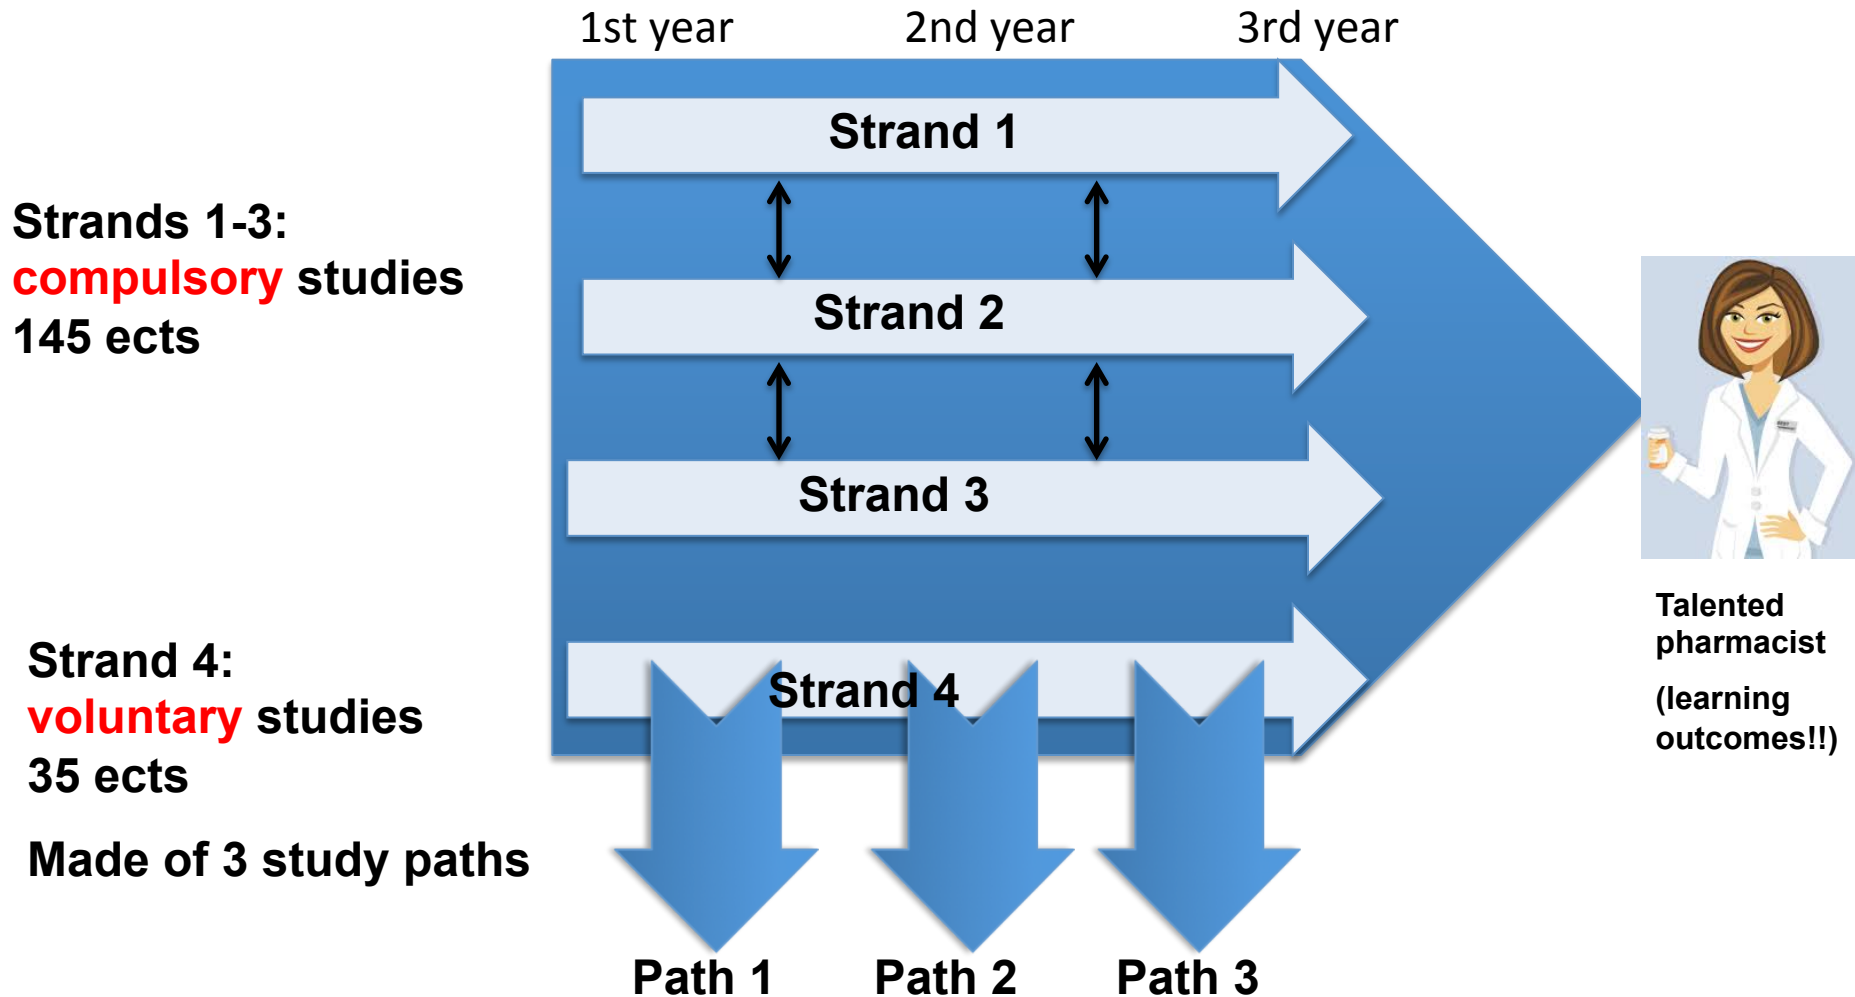 1st year 2nd year 3rd year
Strand 1
Strands 1-3:
compulsory studies
145 ects
Strand 2
Strand 3
Strand 4:
voluntary studies
35 ects
Made of 3 study paths
Strand 4
Talented
pharmacist
(learning
outcomes!!)
Path 1 Path 2 Path 3